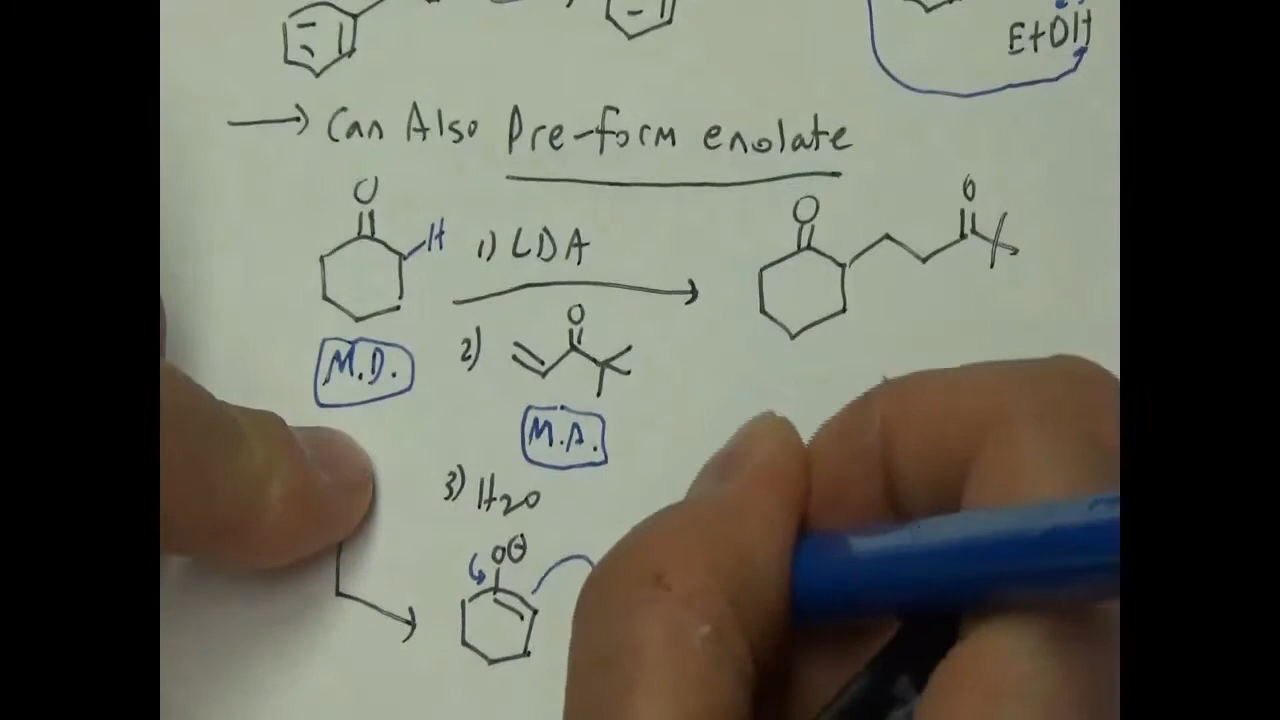 EtOH
→ Can Also Pre-form enolate
O
H
1) LDA
O
O
M.D.
2)
O
M.A.
3) H2O
O⊖